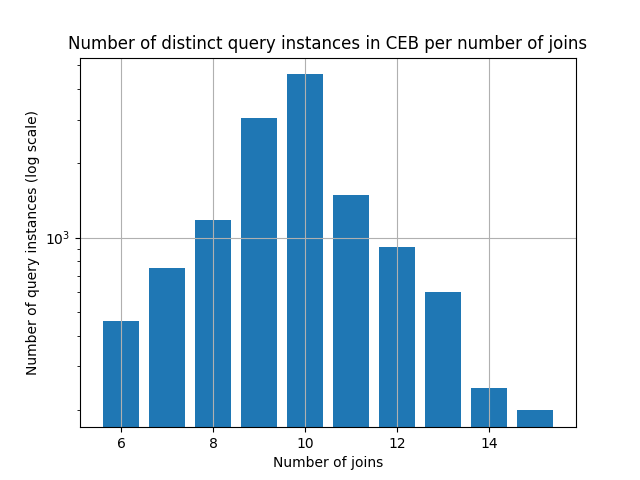 Number of distinct query instances in CEB per number of joins
Number of query instances (log scale)
10³
6 8 10 12 14
Number of joins